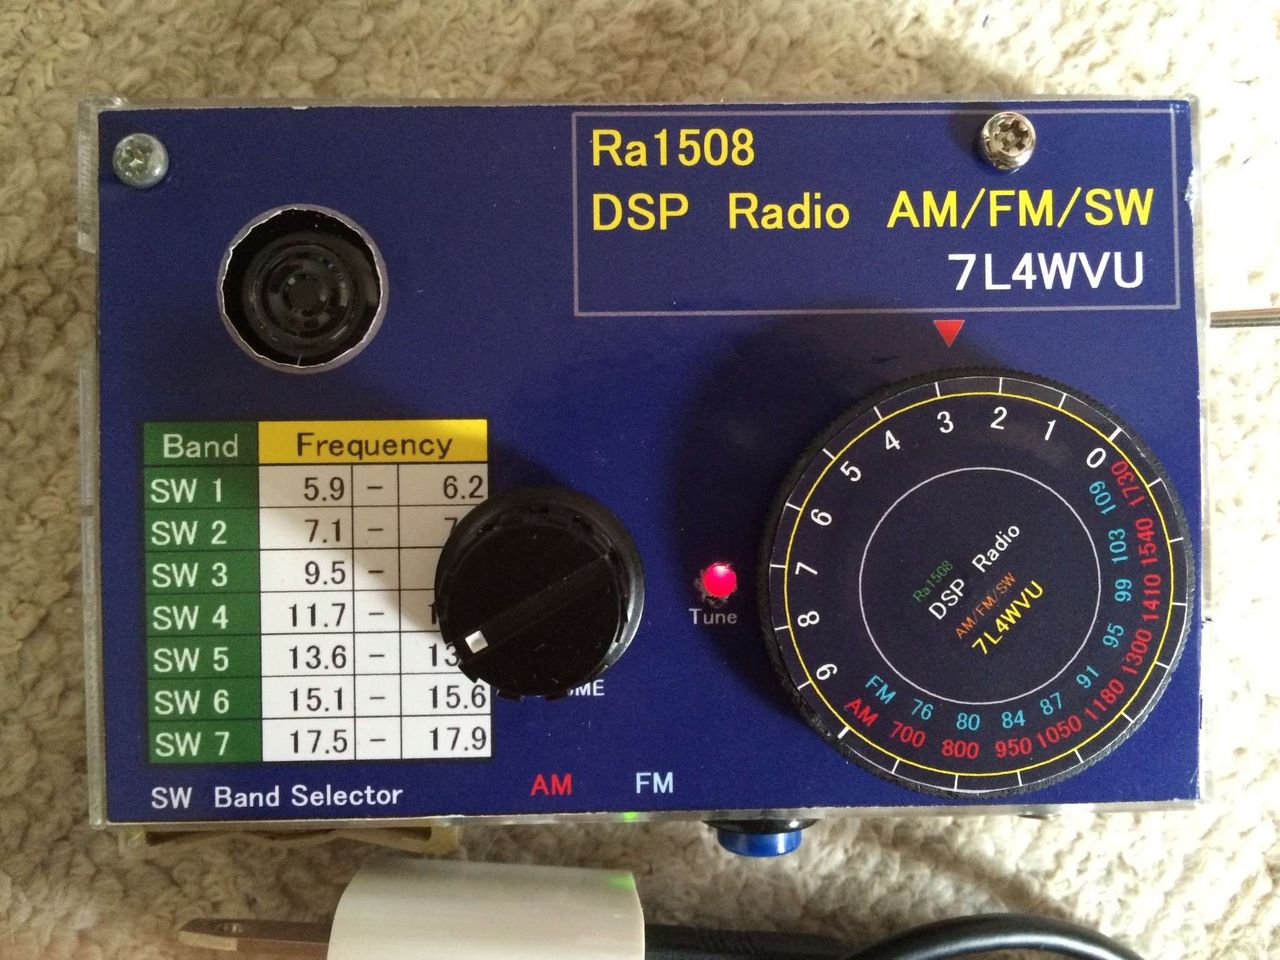 Ra1508
DSP Radio AM/FM/SW
7L4WVU
Band Frequency
SW 1 5.9 - 6.2
SW 2 7.1 -
SW 3 9.5 -
SW 4 11.7 -
SW 5 13.6 -
SW 6 15.1 - 15.6
SW 7 17.5 - 17.9
SW Band Selector
AM FM
Tune
0 1 2 3 4 5 6 7 8 9
FM 76 80 84 87 91 95 99 103 109
AM 700 800 950 1050 1180 1300 1410 1540 1730
Ra1508
DSP Radio
AM/FM/SW
7L4WVU